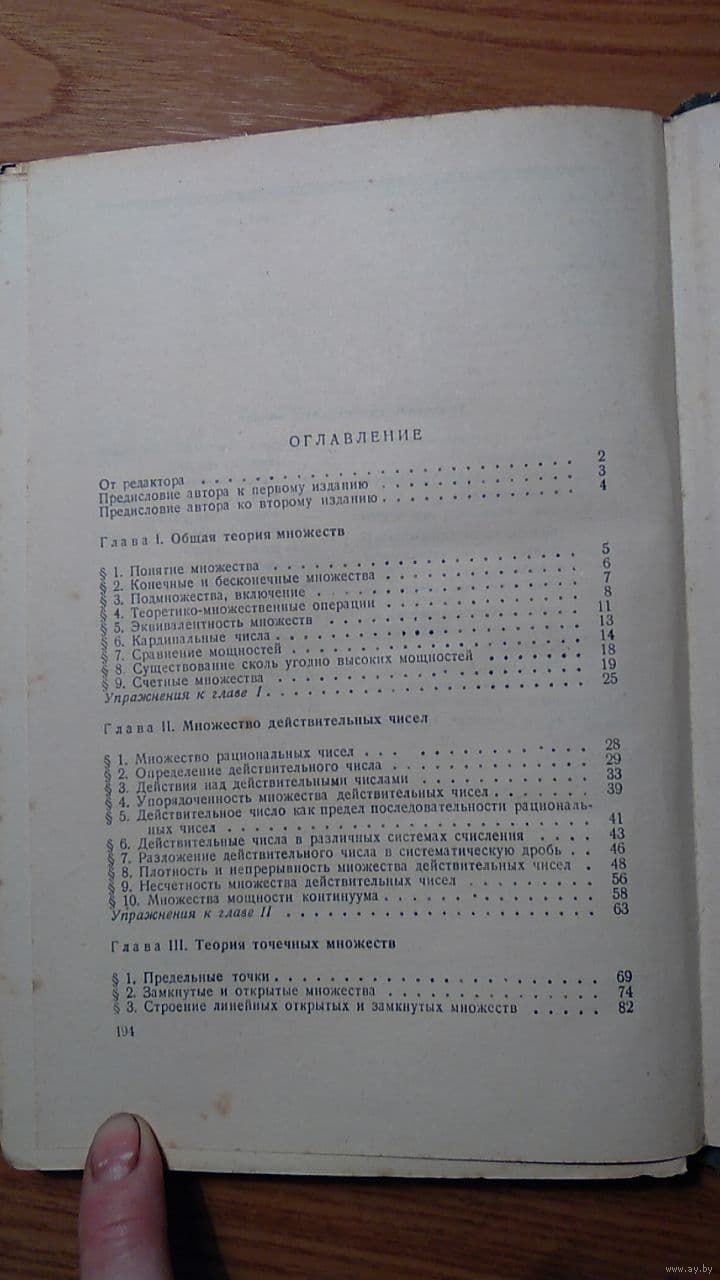 ОГЛАВЛЕНИЕ
От редактора . . . . . . . . . . . . . . . . . . . . 2
Предисловие автора к первому изданию . . . . . . . . . . 3
Предисловие автора ко второму изданию . . . . . . . . . . 4
Глава I. Общая теория множеств
§ 1. Понятие множества . . . . . . . . . . . . . . . . 5
§ 2. Конечные и бесконечные множества . . . . . . . . . . 6
§ 3. Подмножества, включение . . . . . . . . . . . . . . 7
§ 4. Теоретико-множественные операции . . . . . . . . . . 8
§ 5. Эквивалентность множеств . . . . . . . . . . . . . 11
§ 6. Кардинальные числа . . . . . . . . . . . . . . . . 13
§ 7. Сравнение мощностей . . . . . . . . . . . . . . . 14
§ 8. Существование сколь угодно высоких мощностей . . . . . . 18
§ 9. Счетные множества . . . . . . . . . . . . . . . . 19
Упражнения к главе I . . . . . . . . . . . . . . . . . 25
Глава II. Множество действительных чисел
§ 1. Множество рациональных чисел . . . . . . . . . . . . 28
§ 2. Определение действительного числа . . . . . . . . . . 29
§ 3. Действия над действительными числами . . . . . . . . . 33
§ 4. Упорядоченность множества действительных чисел . . . . . . 39
§ 5. Действительное число как предел последовательности рациональ-
ных чисел . . . . . . . . . . . . . . . . . . . . 41
§ 6. Действительные числа в различных системах счисления . . . . 43
§ 7. Разложение действительного числа в систематическую дробь . . 46
§ 8. Плотность и непрерывность множества действительных чисел . 48
§ 9. Несчетность множества действительных чисел . . . . . . . . 56
§ 10. Множества мощности континуума . . . . . . . . . . . . 58
Упражнения к главе II . . . . . . . . . . . . . . . . . 63
Глава III. Теория точечных множеств
§ 1. Предельные точки . . . . . . . . . . . . . . . . . 69
§ 2. Замкнутые и открытые множества . . . . . . . . . . . 74
§ 3. Строение линейных открытых и замкнутых множеств . . . . . 82
194
www.ay.by